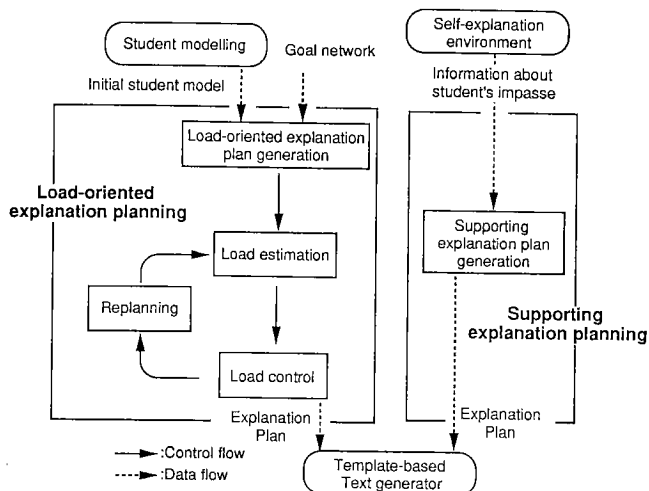 Student modelling
Goal network
Self-explanation
environment
Initial student model
Information about
student's impasse
Load-oriented explanation
plan generation
Load-oriented
explanation planning
Load estimation
Supporting
explanation plan
generation
Replanning
Supporting
explanation planning
Load control
Explanation
Plan
Explanation
Plan
:Control flow
:Data flow
Template-based
Text generator